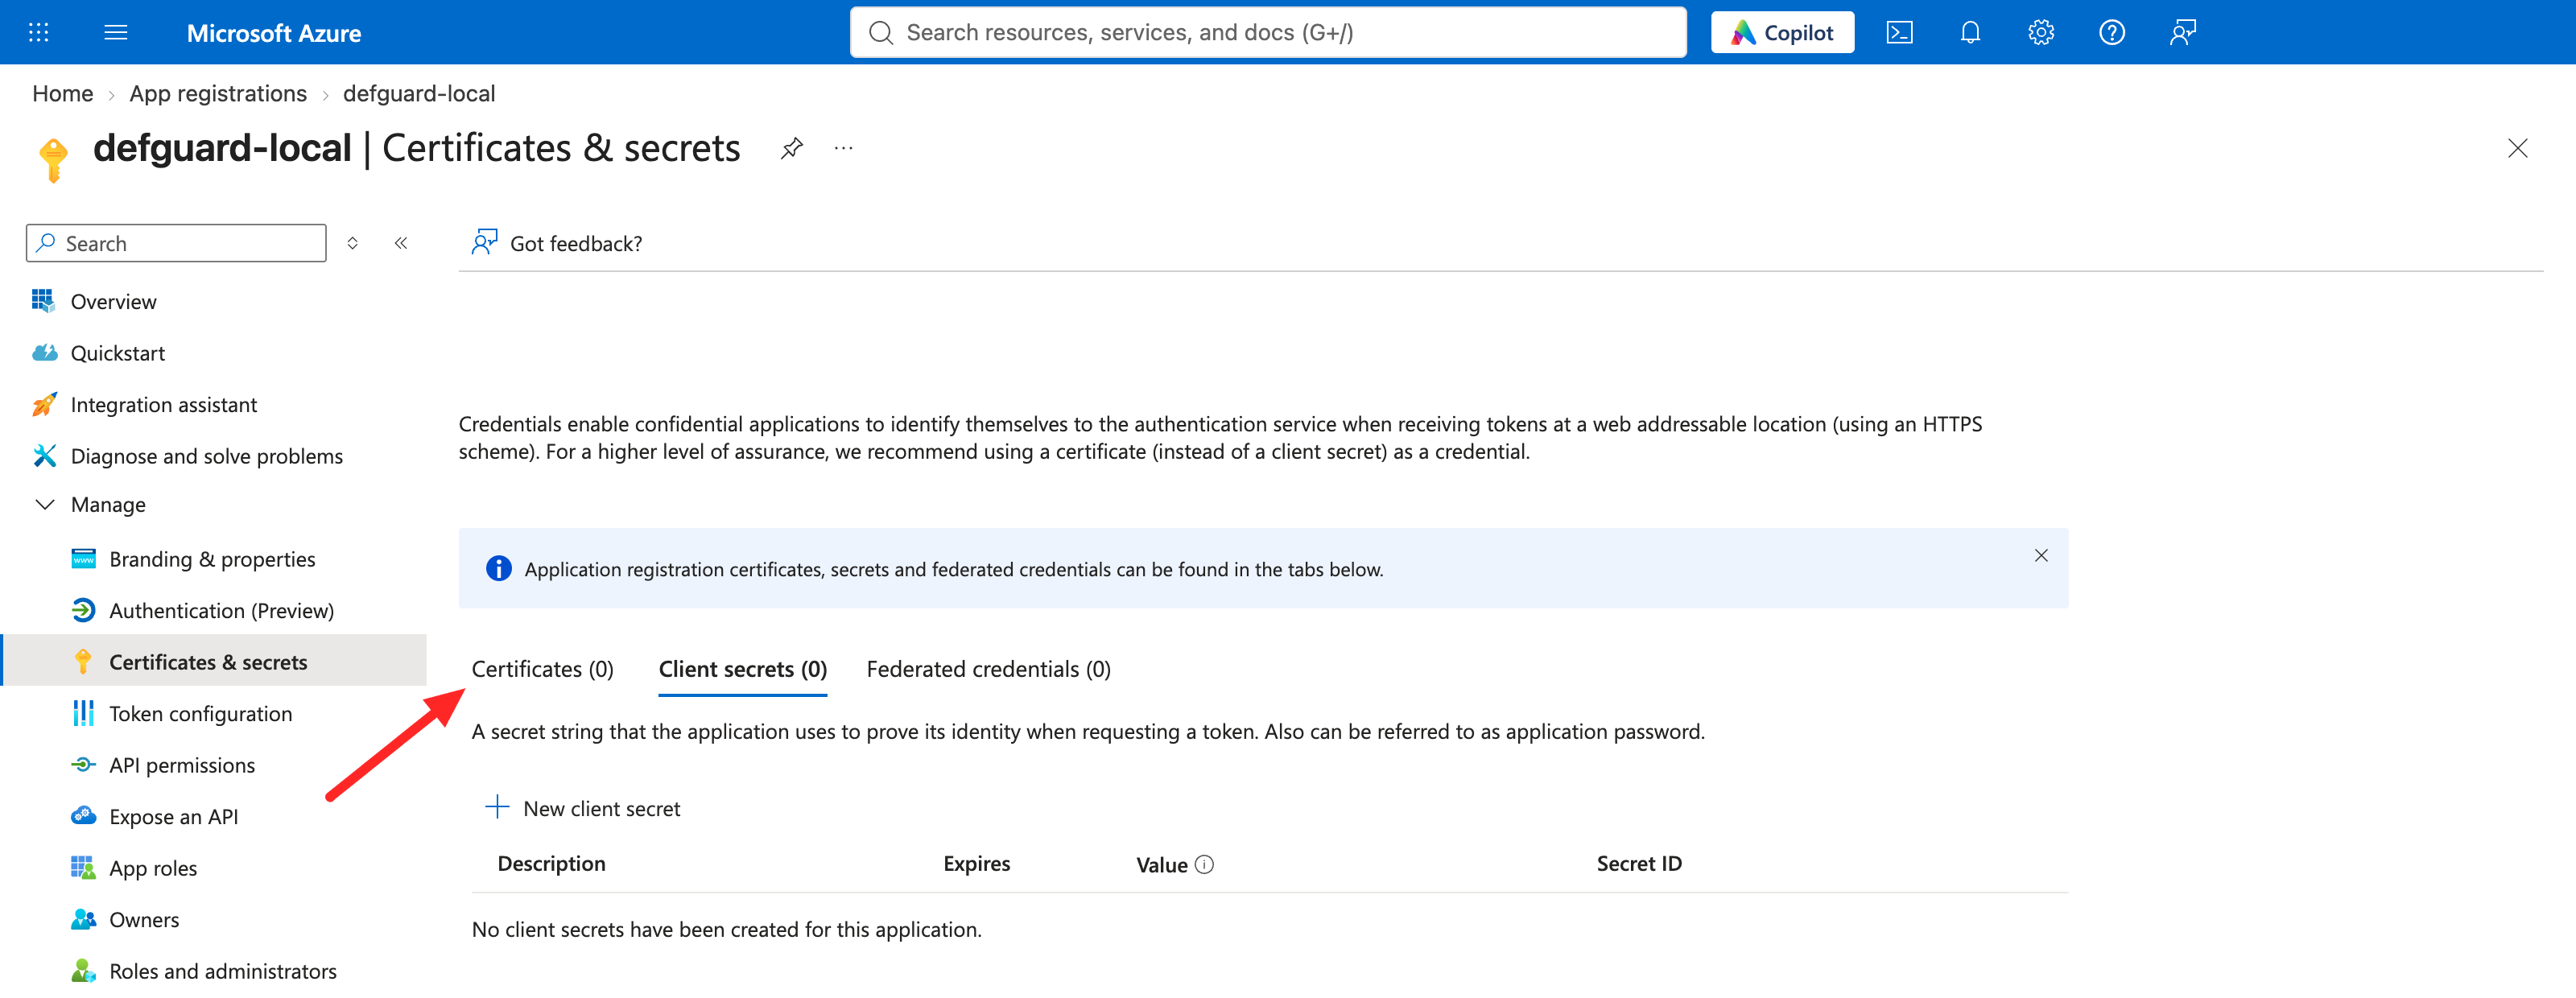 Microsoft Azure
Search resources, services, and docs (G+/)
Copilot
Home > App registrations > defguard-local
defguard-local | Certificates & secrets
Search
Got feedback?
Overview
Quickstart
Integration assistant
Diagnose and solve problems
Manage
Branding & properties
Authentication (Preview)
Certificates & secrets
Token configuration
API permissions
Expose an API
App roles
Owners
Roles and administrators
Credentials enable confidential applications to identify themselves to the authentication service when receiving tokens at a web addressable location (using an HTTPS
scheme). For a higher level of assurance, we recommend using a certificate (instead of a client secret) as a credential.
Application registration certificates, secrets and federated credentials can be found in the tabs below.
Certificates (0) Client secrets (0) Federated credentials (0)
A secret string that the application uses to prove its identity when requesting a token. Also can be referred to as application password.
New client secret
Description Expires Value Secret ID
No client secrets have been created for this application.